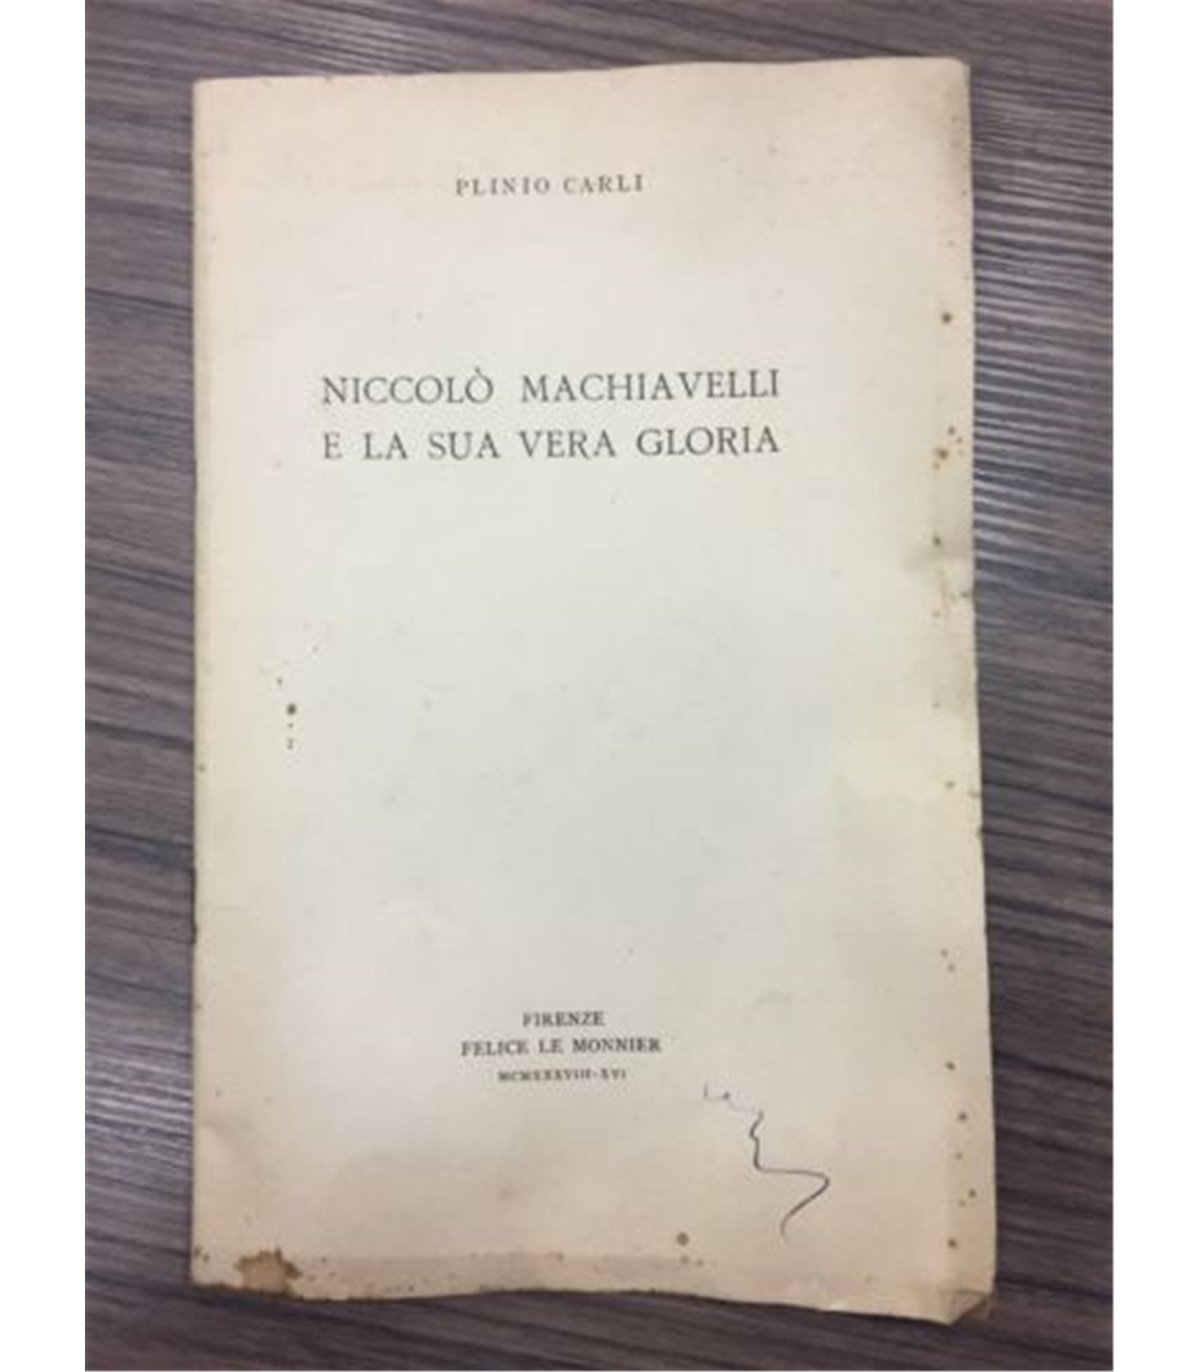 PLINIO CARLI
NICCOLÒ MACHIAVELLI
E LA SUA VERA GLORIA
FIRENZE
FELICE LE MONNIER
MCMXXXVIII-XVI